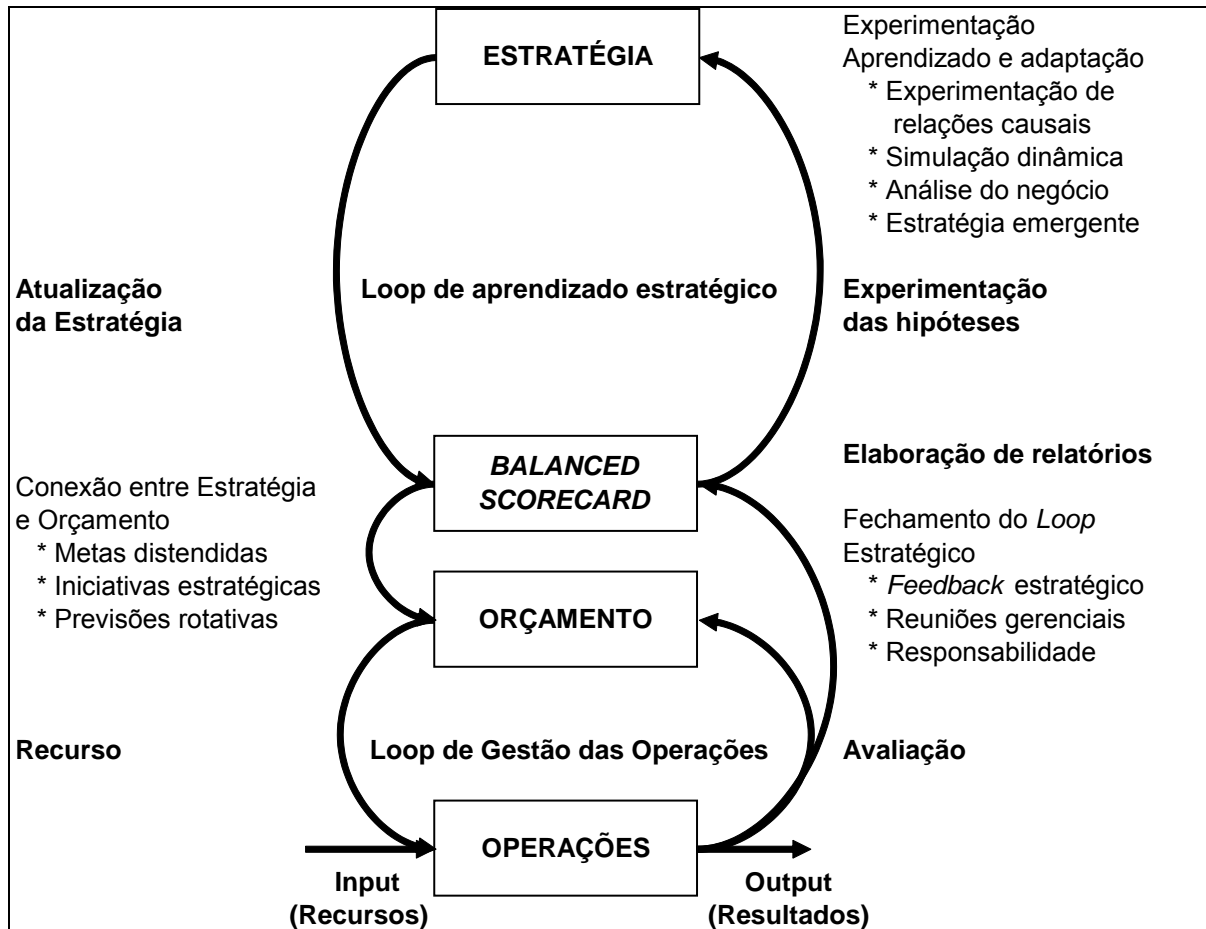 ESTRATÉGIA
Experimentação
Aprendizado e adaptação
* Experimentação de
relações causais
* Simulação dinâmica
* Análise do negócio
* Estratégia emergente
Atualização
da Estratégia
Loop de aprendizado estratégico
Experimentação
das hipóteses
BALANCED
SCORECARD
Elaboração de relatórios
Conexão entre Estratégia
e Orçamento
* Metas distendidas
* Iniciativas estratégicas
* Previsões rotativas
Fechamento do Loop
Estratégico
* Feedback estratégico
* Reuniões gerenciais
* Responsabilidade
ORÇAMENTO
Recurso
Loop de Gestão das Operações
Avaliação
OPERAÇÕES
Input
(Recursos)
Output
(Resultados)